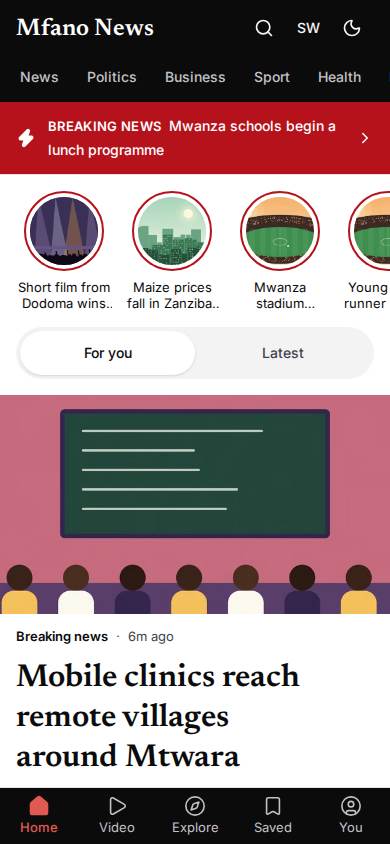 Mfano News
SW
News Politics Business Sport Health
BREAKING NEWS Mwanza schools begin a
lunch programme
Short film from
Dodoma wins..
Maize prices
fall in Zanziba..
Mwanza
stadium...
Young
runner
For you
Latest
Breaking news · 6m ago
Mobile clinics reach
remote villages
around Mtwara
Home Video Explore Saved You